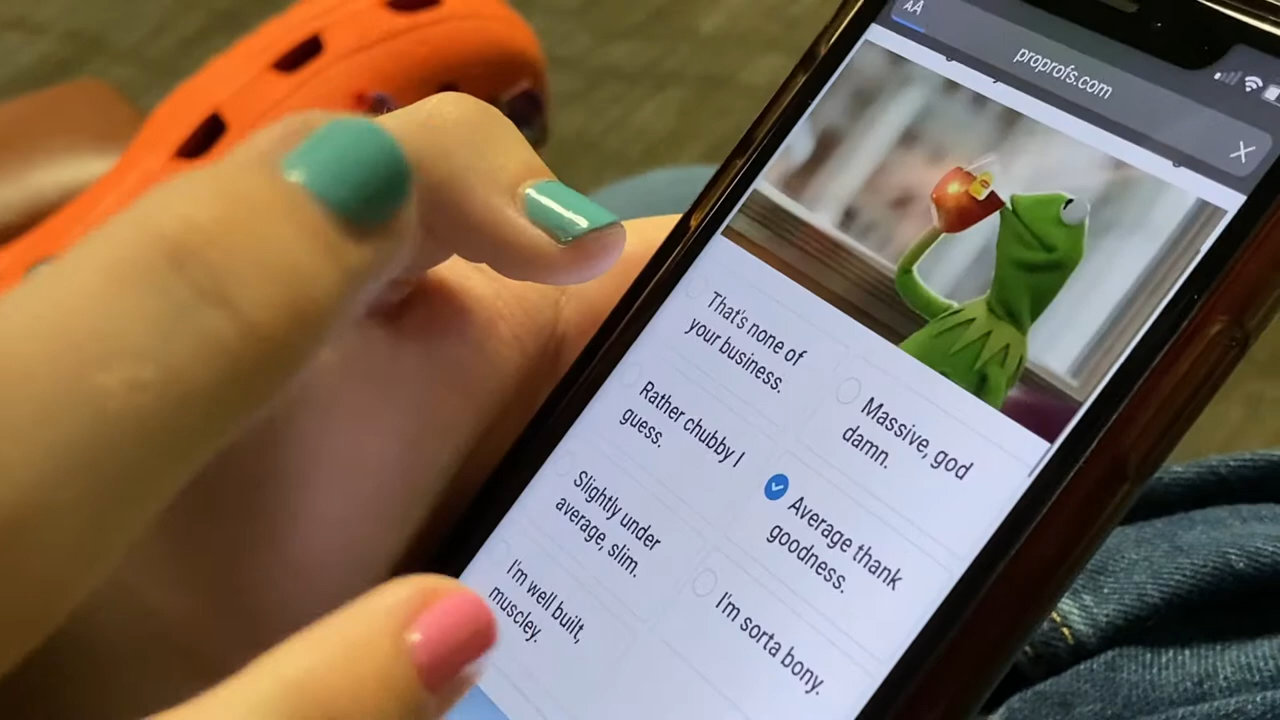 AA
proprofs.com
That's none of
your business.
Massive, god
damn.
Rather chubby I
guess.
Average thank
goodness.
Slightly under
average, slim.
I'm sorta bony.
I'm well built,
muscley.